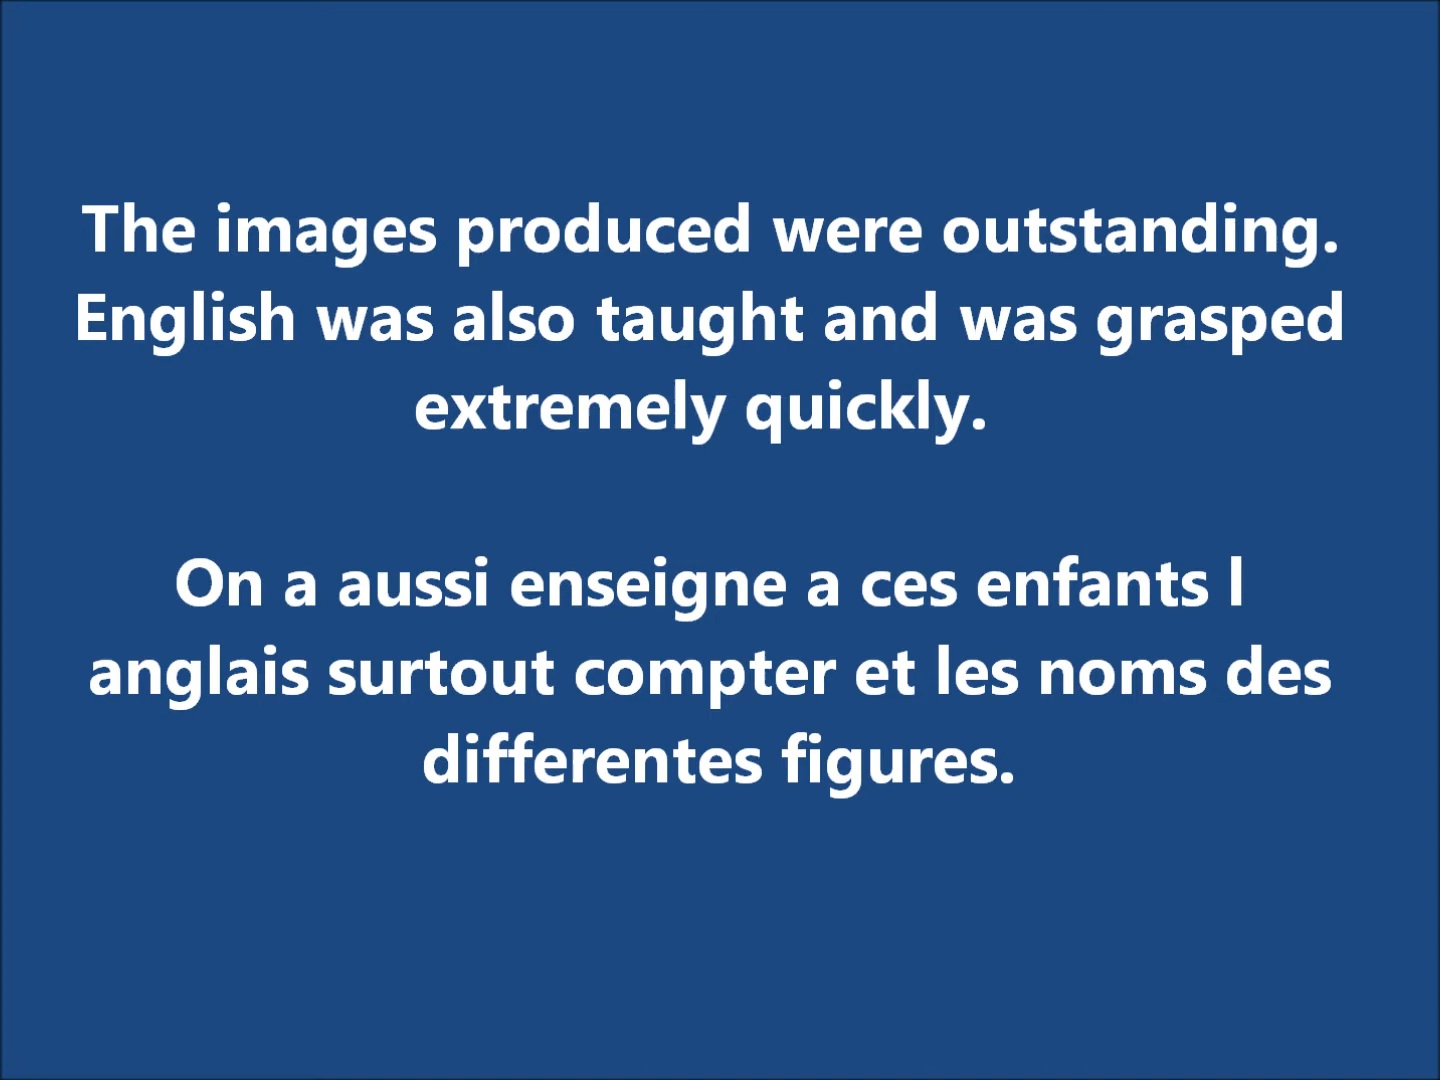 The images produced were outstanding.
English was also taught and was grasped
extremely quickly.
On a aussi enseigne a ces enfants l
anglais surtout compter et les noms des
differentes figures.